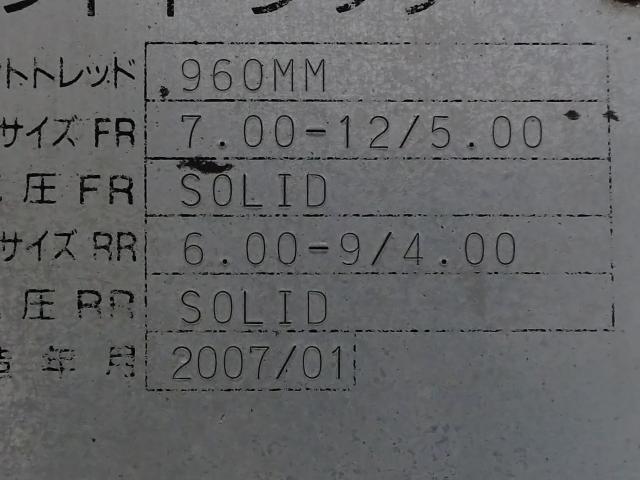 トトレッド 960MM
サイズ FR 7.00-12/5.00
圧 FR SOLID
サイズ RR 6.00-9/4.00
圧 RR SOLID
年月 2007/01